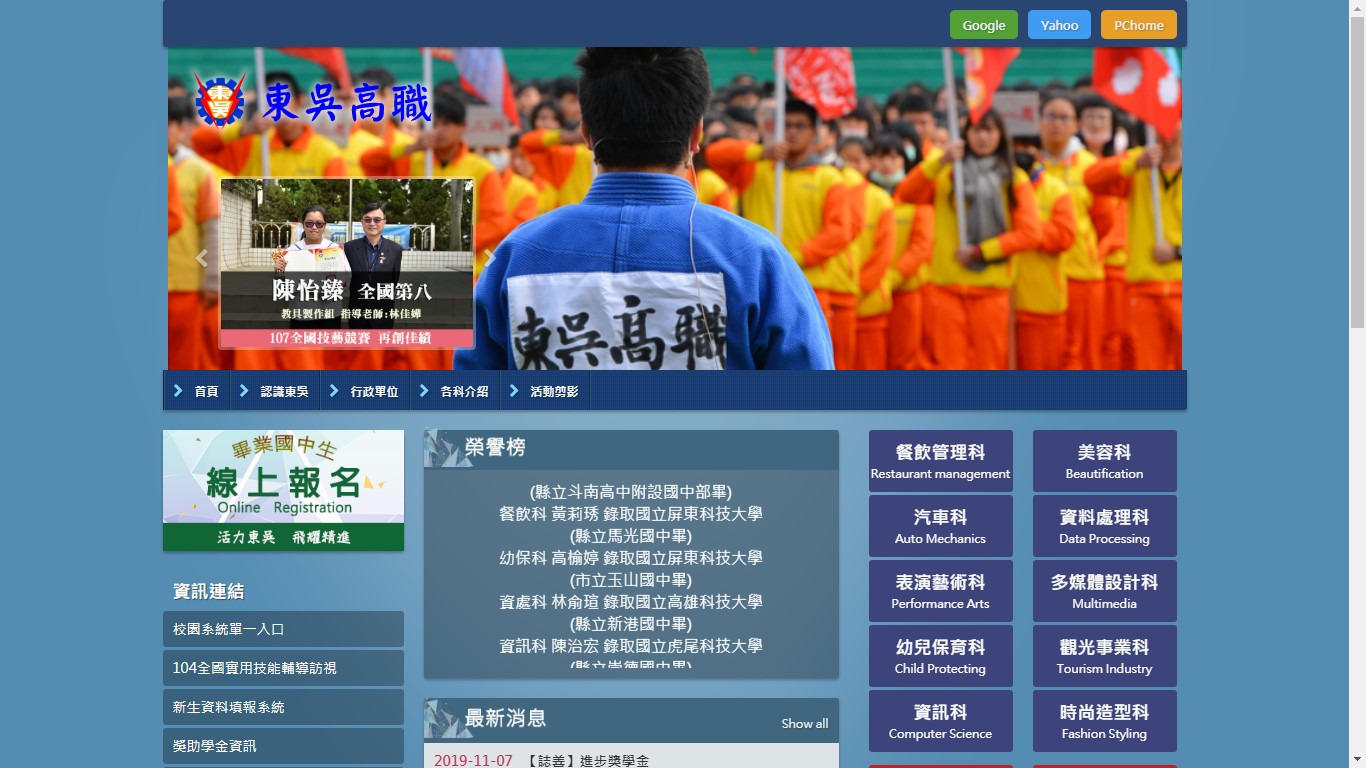 Google
Yahoo
PChome
東吳
東吳高職
陳怡臻 全國第八
教具製作組 指導老師:林佳嬅
107全國技藝競賽 再創佳績
東吳高職
首頁
認識東吳
行政單位
各科介紹
活動剪影
畢業國中生
線上報名
Online Registration
活力東吳 飛耀精進
資訊連結
校園系統單一入口
104全國實用技能輔導訪視
新生資料填報系統
獎助學金資訊
榮譽榜
(縣立斗南高中附設國中部畢)
餐飲科 黃莉琇 錄取國立屏東科技大學
(縣立馬光國中畢)
幼保科 高榆婷 錄取國立屏東科技大學
(市立玉山國中畢)
資處科 林俞瑄 錄取國立高雄科技大學
(縣立新港國中畢)
資訊科 陳治宏 錄取國立虎尾科技大學
(縣立崇德國中畢)
最新消息
Show all
2019-11-07 【誌善】進步獎學金
餐飲管理科
Restaurant management
美容科
Beautification
汽車科
Auto Mechanics
資料處理科
Data Processing
表演藝術科
Performance Arts
多媒體設計科
Multimedia
幼兒保育科
Child Protecting
觀光事業科
Tourism Industry
資訊科
Computer Science
時尚造型科
Fashion Styling